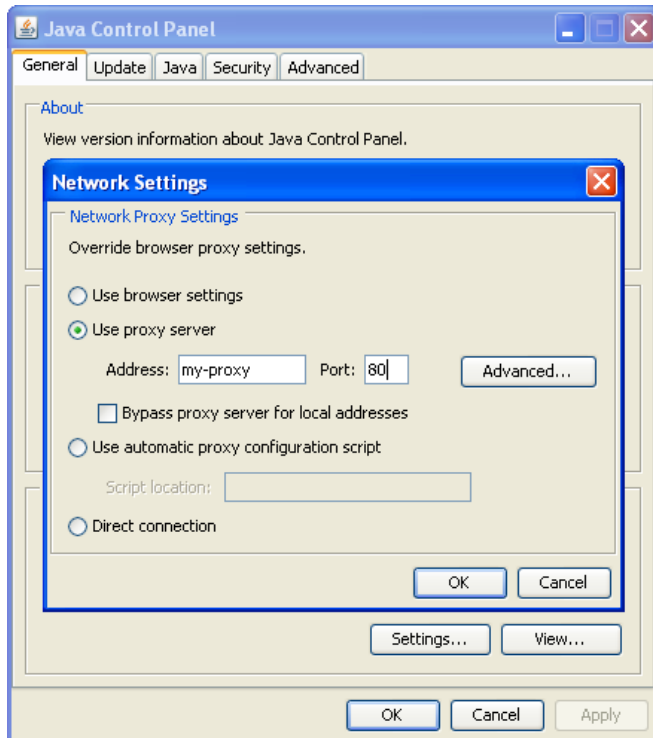 Java Control Panel
General Update Java Security Advanced
About
View version information about Java Control Panel.
Network Settings
Network Proxy Settings
Override browser proxy settings.
Use browser settings
Use proxy server
Address: my-proxy Port: 80 Advanced...
Bypass proxy server for local addresses
Use automatic proxy configuration script
Script location:
Direct connection
OK Cancel
Settings... View...
OK Cancel Apply